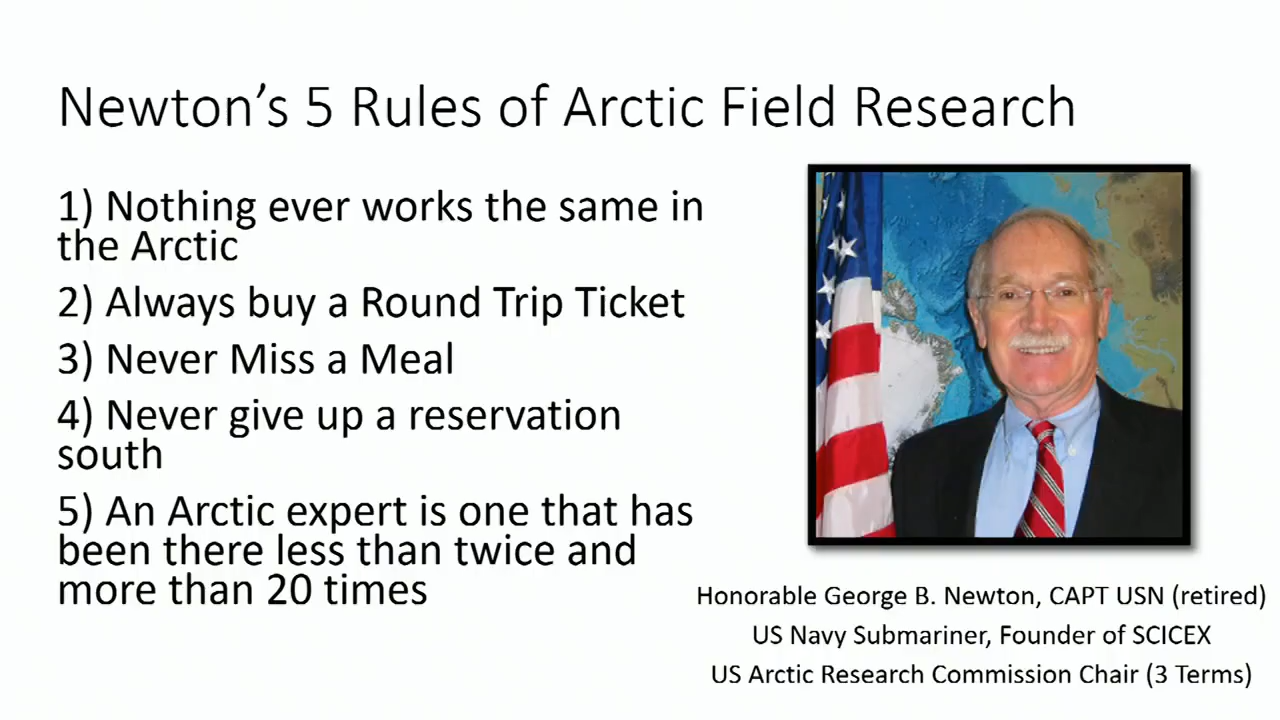 Newton’s 5 Rules of Arctic Field Research
1) Nothing ever works the same in
the Arctic
2) Always buy a Round Trip Ticket
3) Never Miss a Meal
4) Never give up a reservation
south
5) An Arctic expert is one that has
been there less than twice and
more than 20 times
Honorable George B. Newton, CAPT USN (retired)
US Navy Submariner, Founder of SCICEX
US Arctic Research Commission Chair (3 Terms)